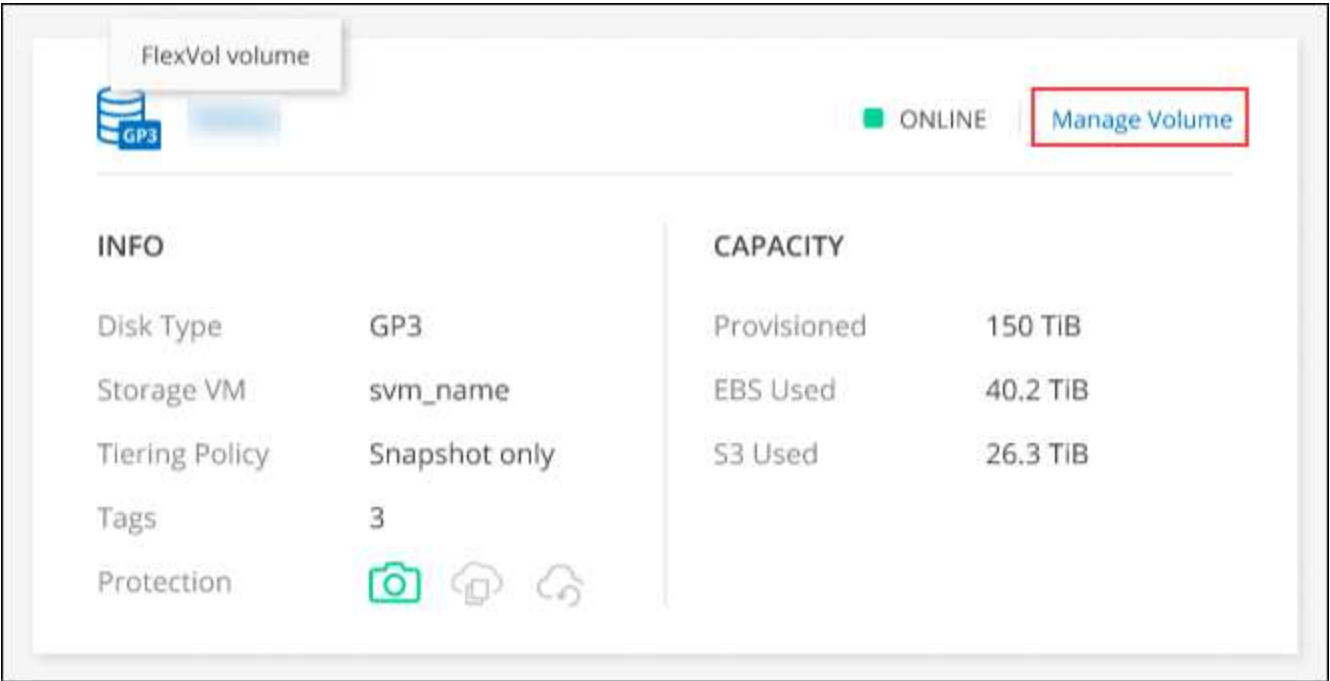 FlexVol volume
GP3
ONLINE
Manage Volume
INFO
Disk Type GP3
Storage VM svm_name
Tiering Policy Snapshot only
Tags 3
Protection
CAPACITY
Provisioned 150 TiB
EBS Used 40.2 TiB
S3 Used 26.3 TiB